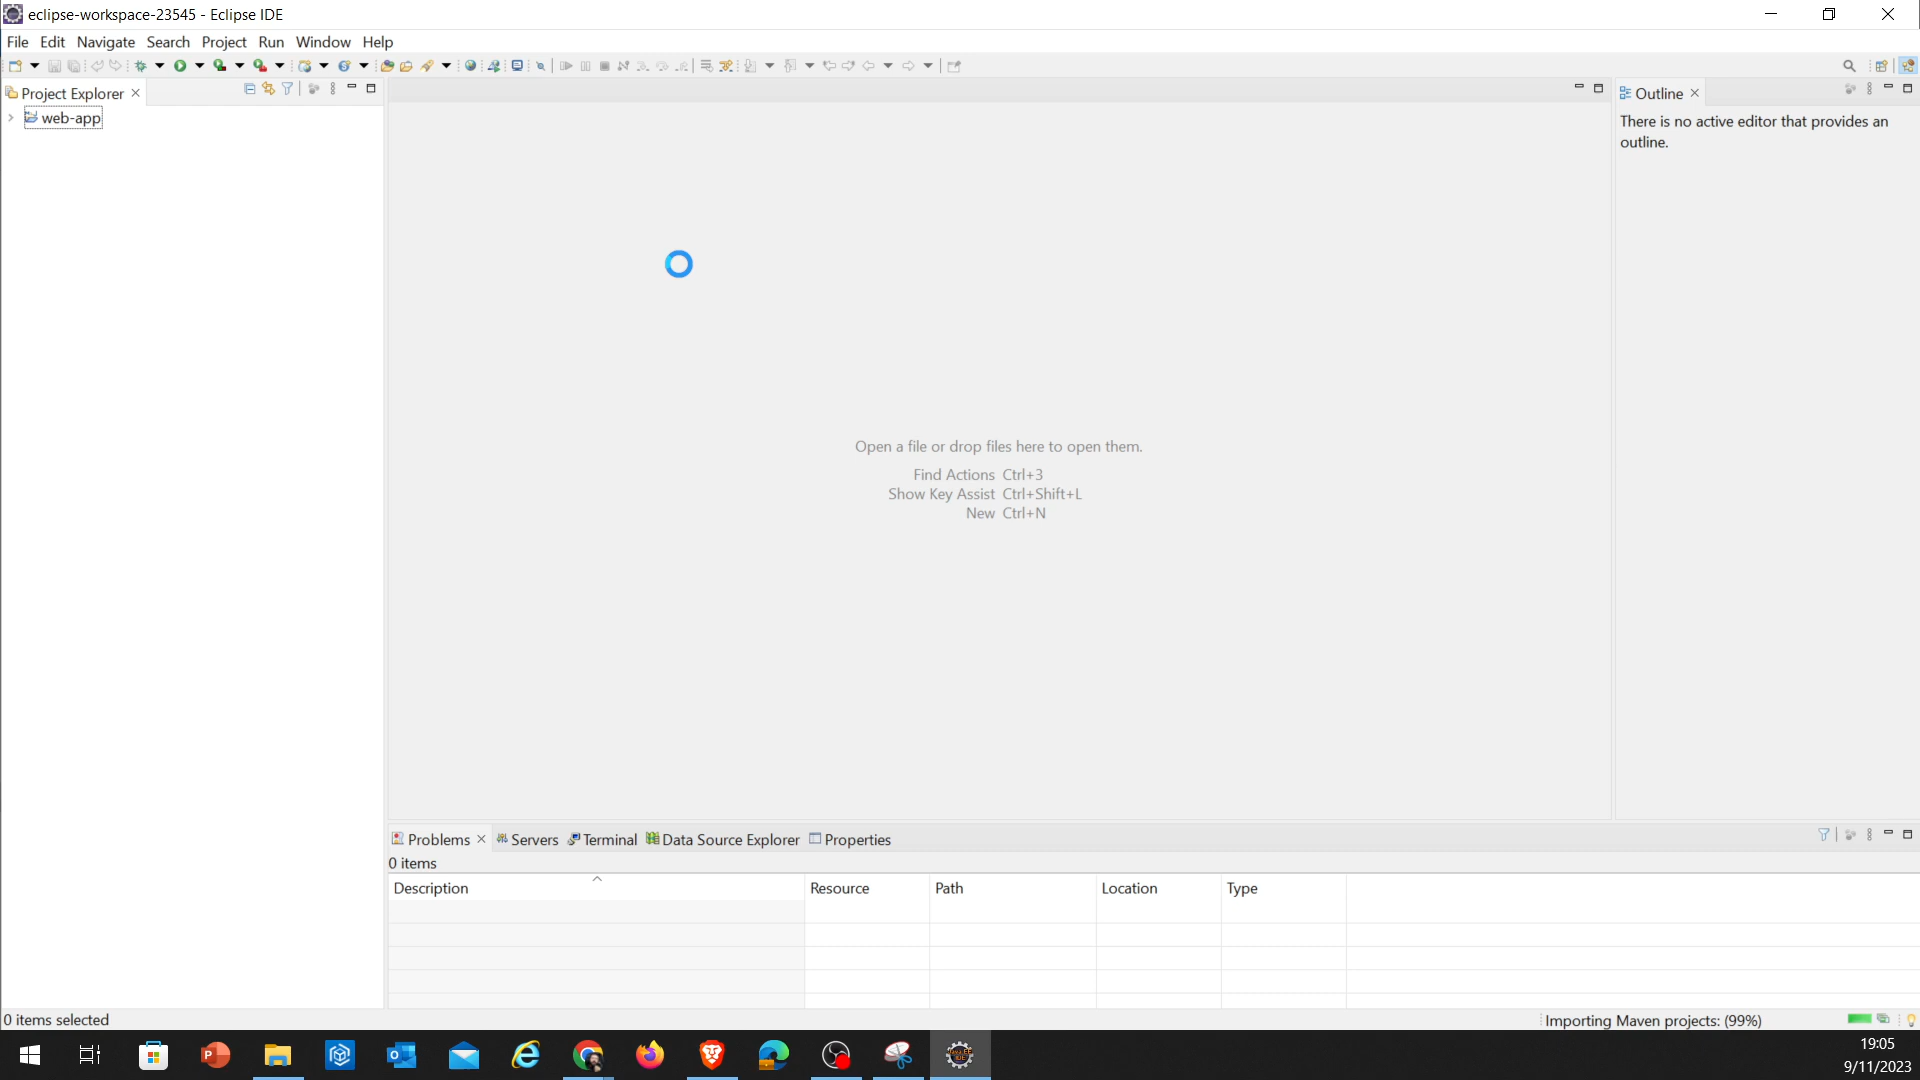 eclipse-workspace-23545 - Eclipse IDE
File Edit Navigate Search Project Run Window Help
Project Explorer
web-app
Outline
There is no active editor that provides an
outline.
Open a file or drop files here to open them.
Find Actions Ctrl+3
Show Key Assist Ctrl+Shift+L
New Ctrl+N
Problems Servers Terminal Data Source Explorer Properties
0 items
Description Resource Path Location Type
0 items selected
Importing Maven projects: (99%)
19:05
9/11/2023